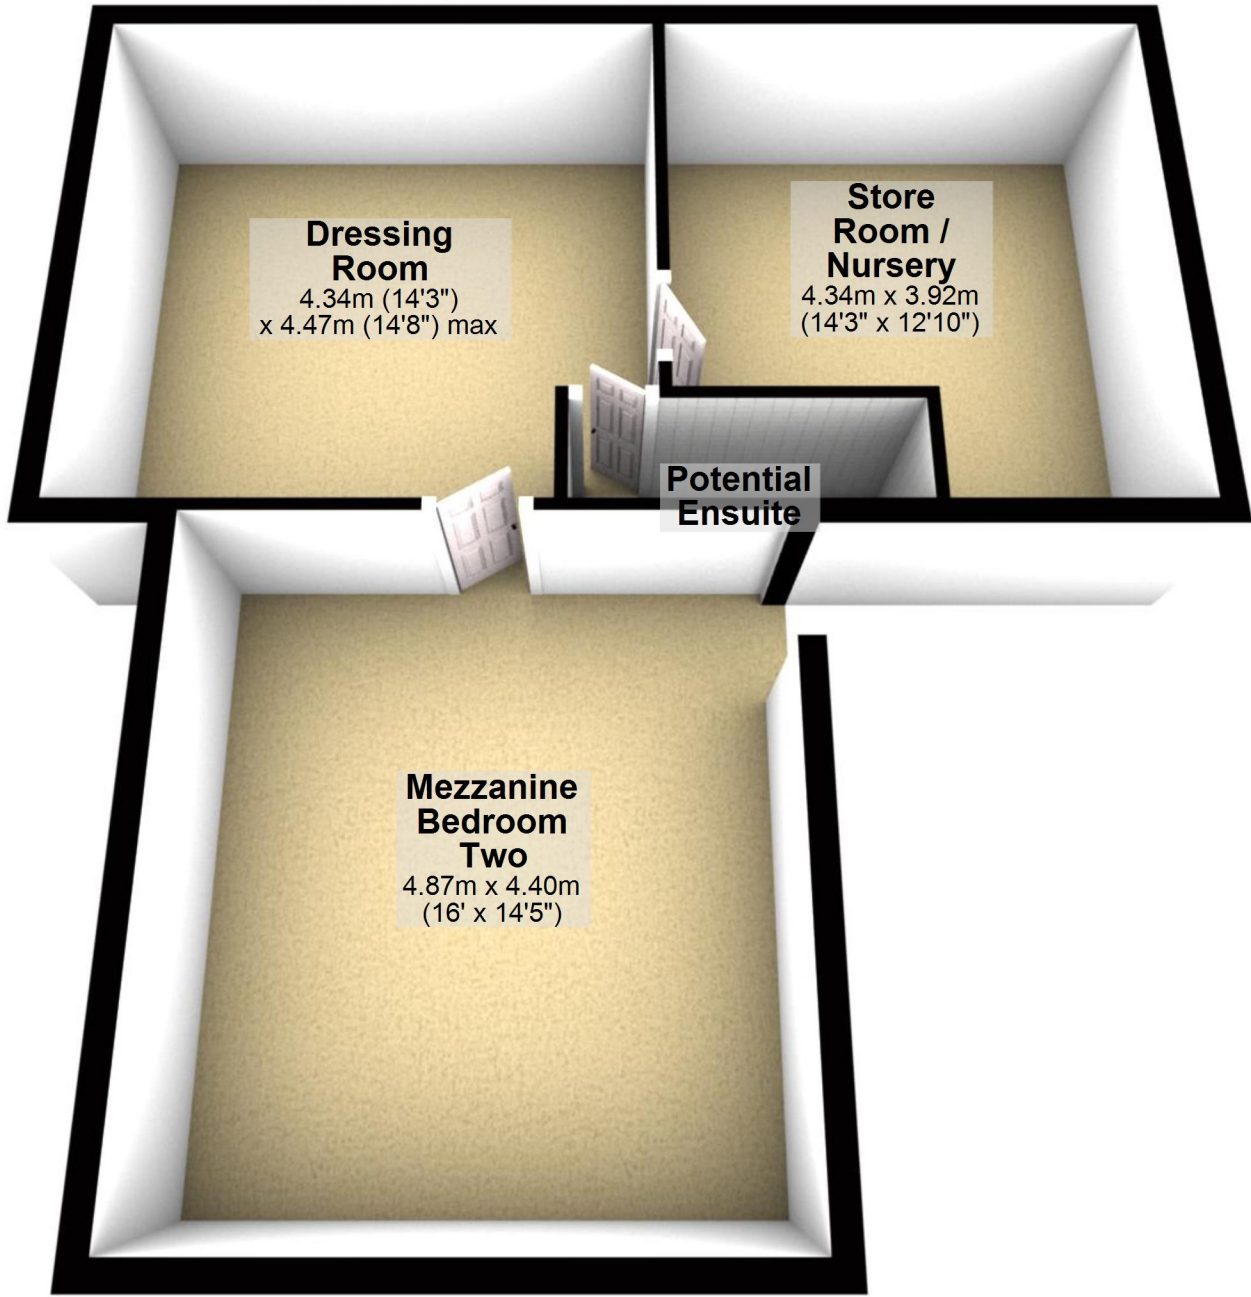 Dressing
Room
4.34m (14'3")
x 4.47m (14'8") max
Store
Room /
Nursery
4.34m x 3.92m
(14'3" x 12'10")
Potential
Ensuite
Mezzanine
Bedroom
Two
4.87m x 4.40m
(16' x 14'5")